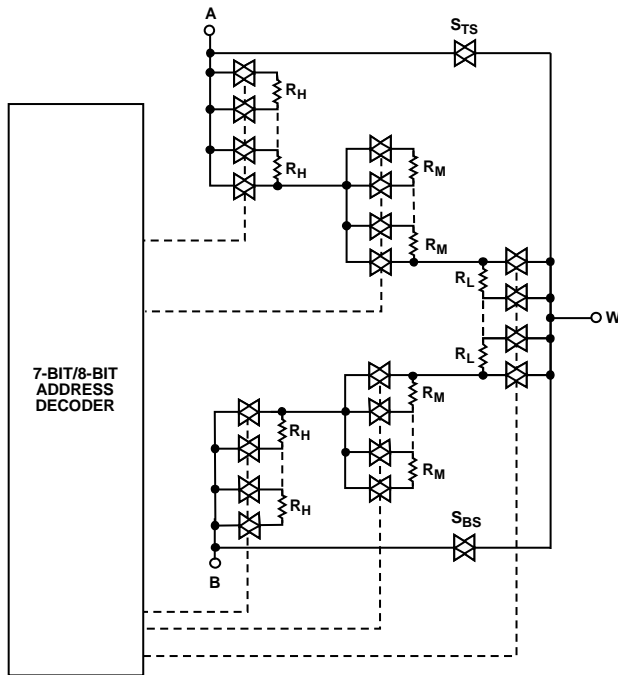 A
S_TS
R_H
R_H
R_M
R_M
R_L
W
R_L
7-BIT/8-BIT
ADDRESS
DECODER
R_M
R_H
R_M
R_H
S_BS
B